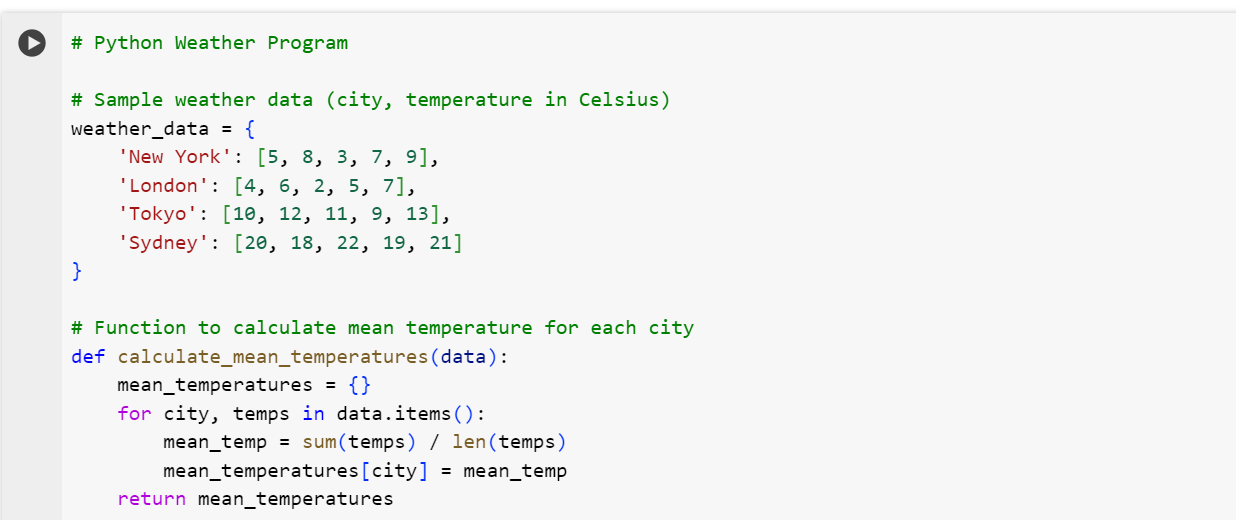 # Python Weather Program
# Sample weather data (city, temperature in Celsius)
weather_data = {
    'New York': [5, 8, 3, 7, 9],
    'London': [4, 6, 2, 5, 7],
    'Tokyo': [10, 12, 11, 9, 13],
    'Sydney': [20, 18, 22, 19, 21]
}
# Function to calculate mean temperature for each city
def calculate_mean_temperatures(data):
    mean_temperatures = {}
    for city, temps in data.items():
        mean_temp = sum(temps) / len(temps)
        mean_temperatures[city] = mean_temp
    return mean_temperatures